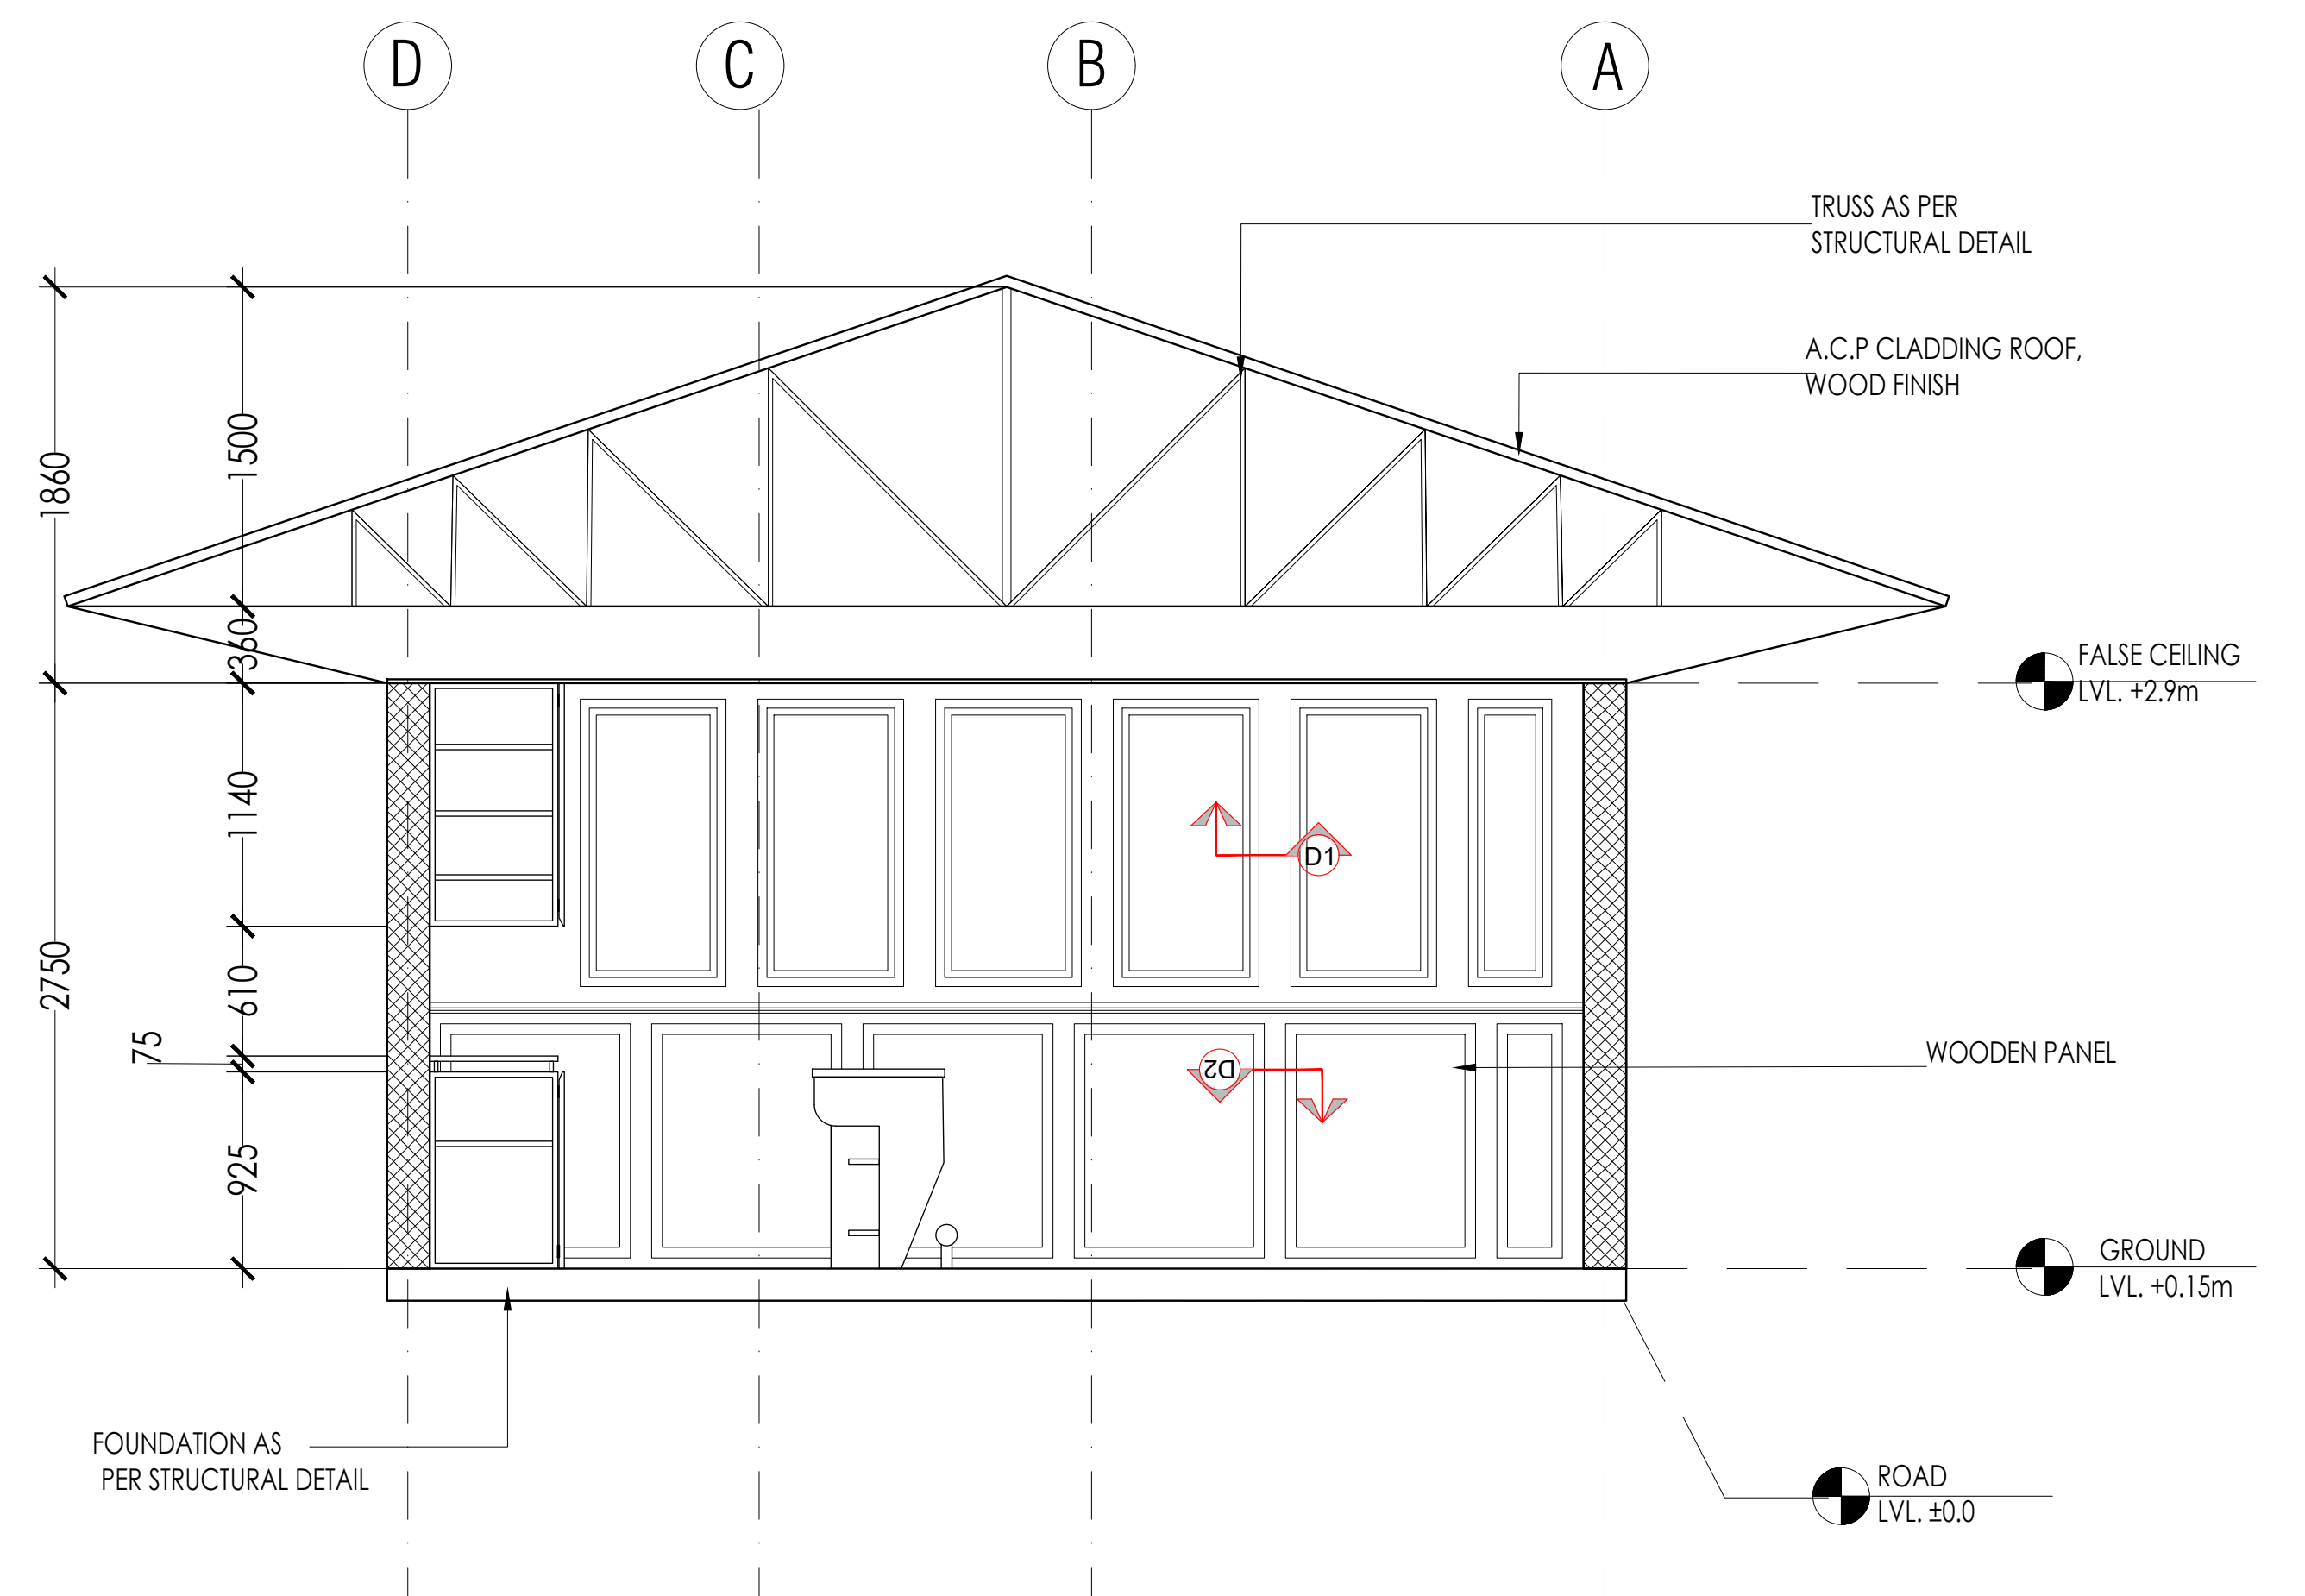 D
C
B
A
TRUSS AS PER
STRUCTURAL DETAIL
A.C.P CLADDING ROOF,
WOOD FINISH
1860
1500
360
FALSE CEILING
LVL. +2.9m
1140
D1
2750
610
75
D2
WOODEN PANEL
925
GROUND
LVL. +0.15m
FOUNDATION AS
PER STRUCTURAL DETAIL
ROAD
LVL. ±0.0